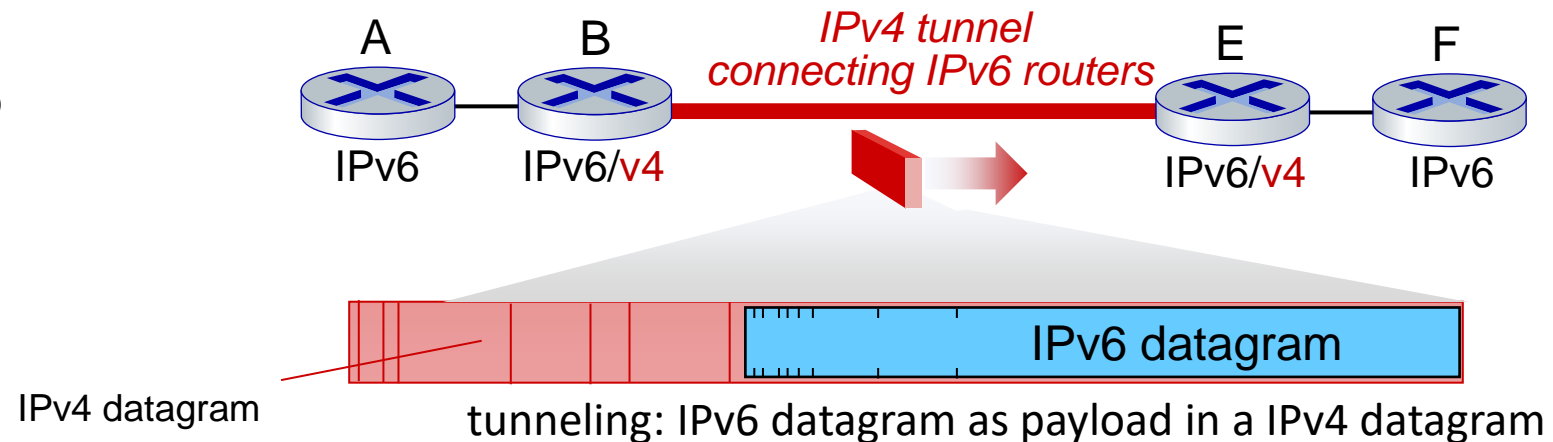 A
B
IPv4 tunnel
connecting IPv6 routers
E
F
IPv6
IPv6/v4
IPv6/v4
IPv6
IPv6 datagram
IPv4 datagram
tunneling: IPv6 datagram as payload in a IPv4 datagram